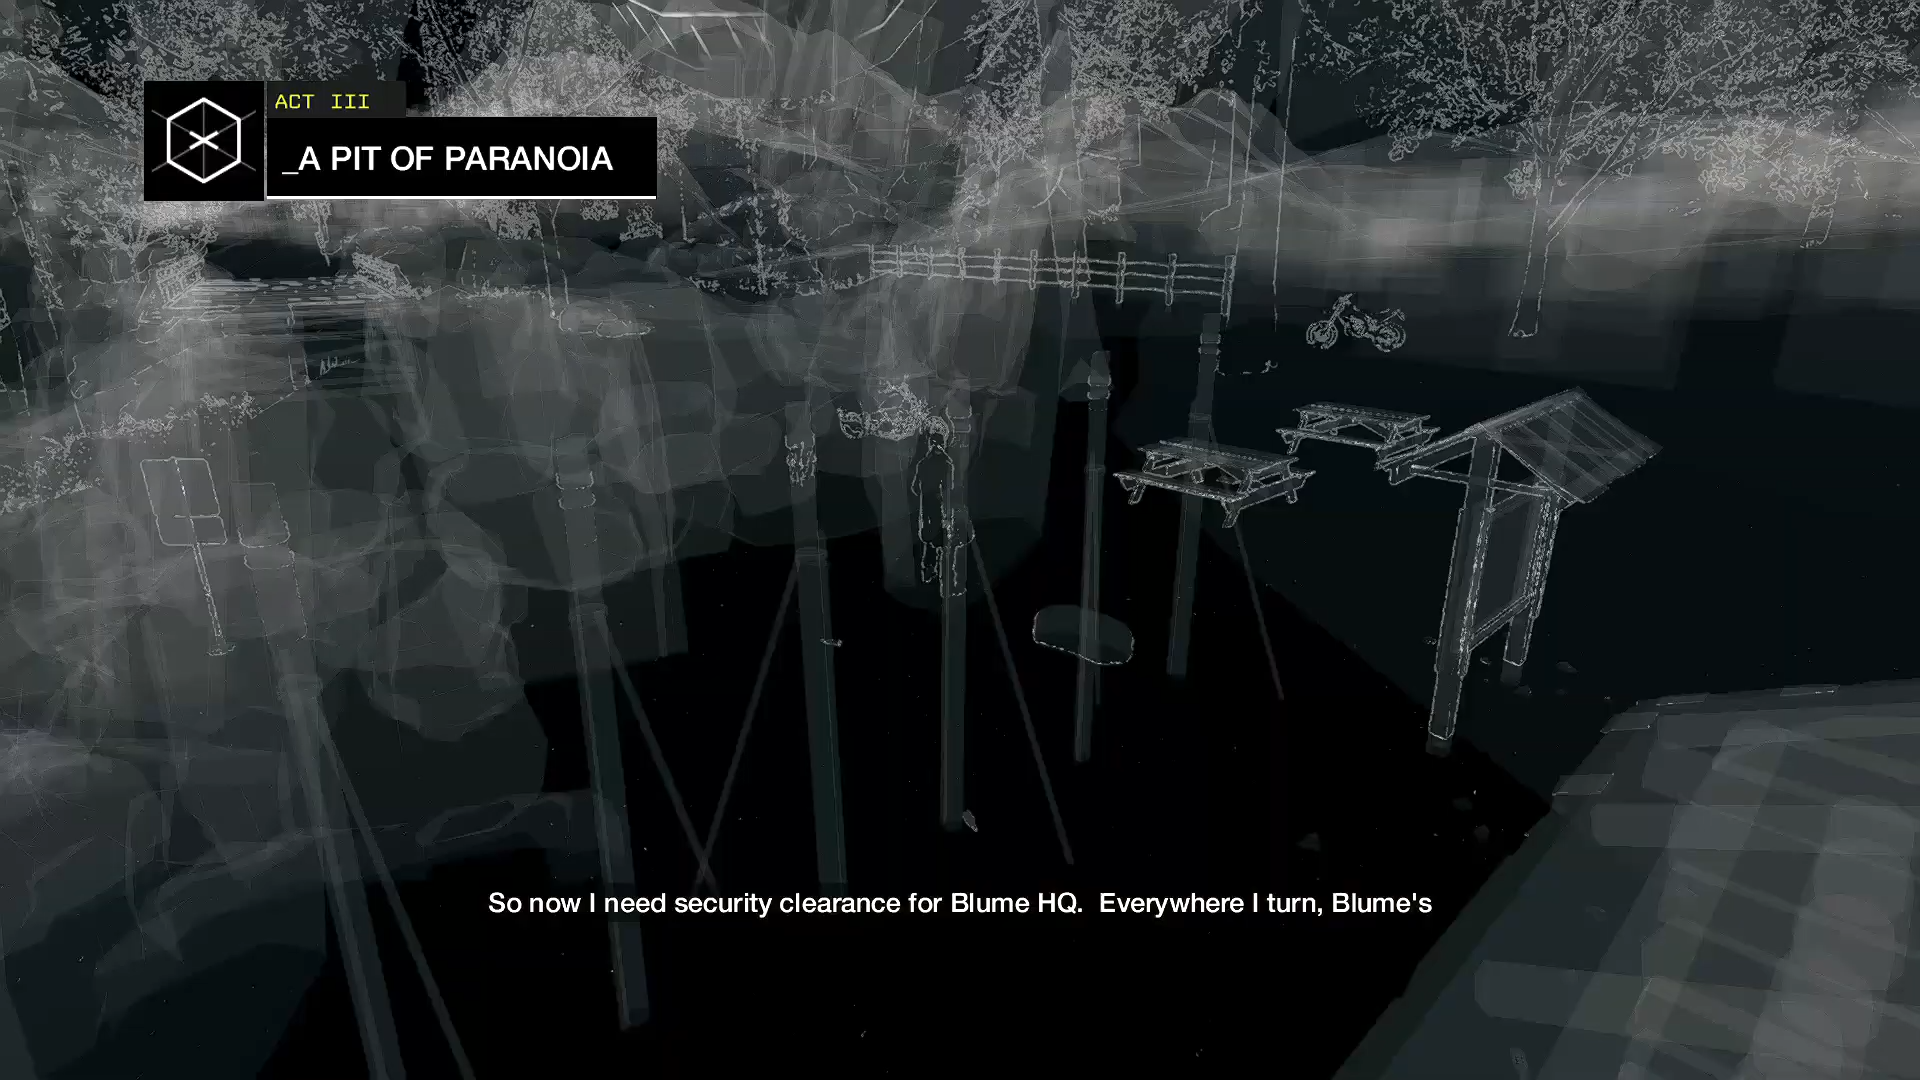 ACT III
_A PIT OF PARANOIA
So now I need security clearance for Blume HQ.  Everywhere I turn, Blume's